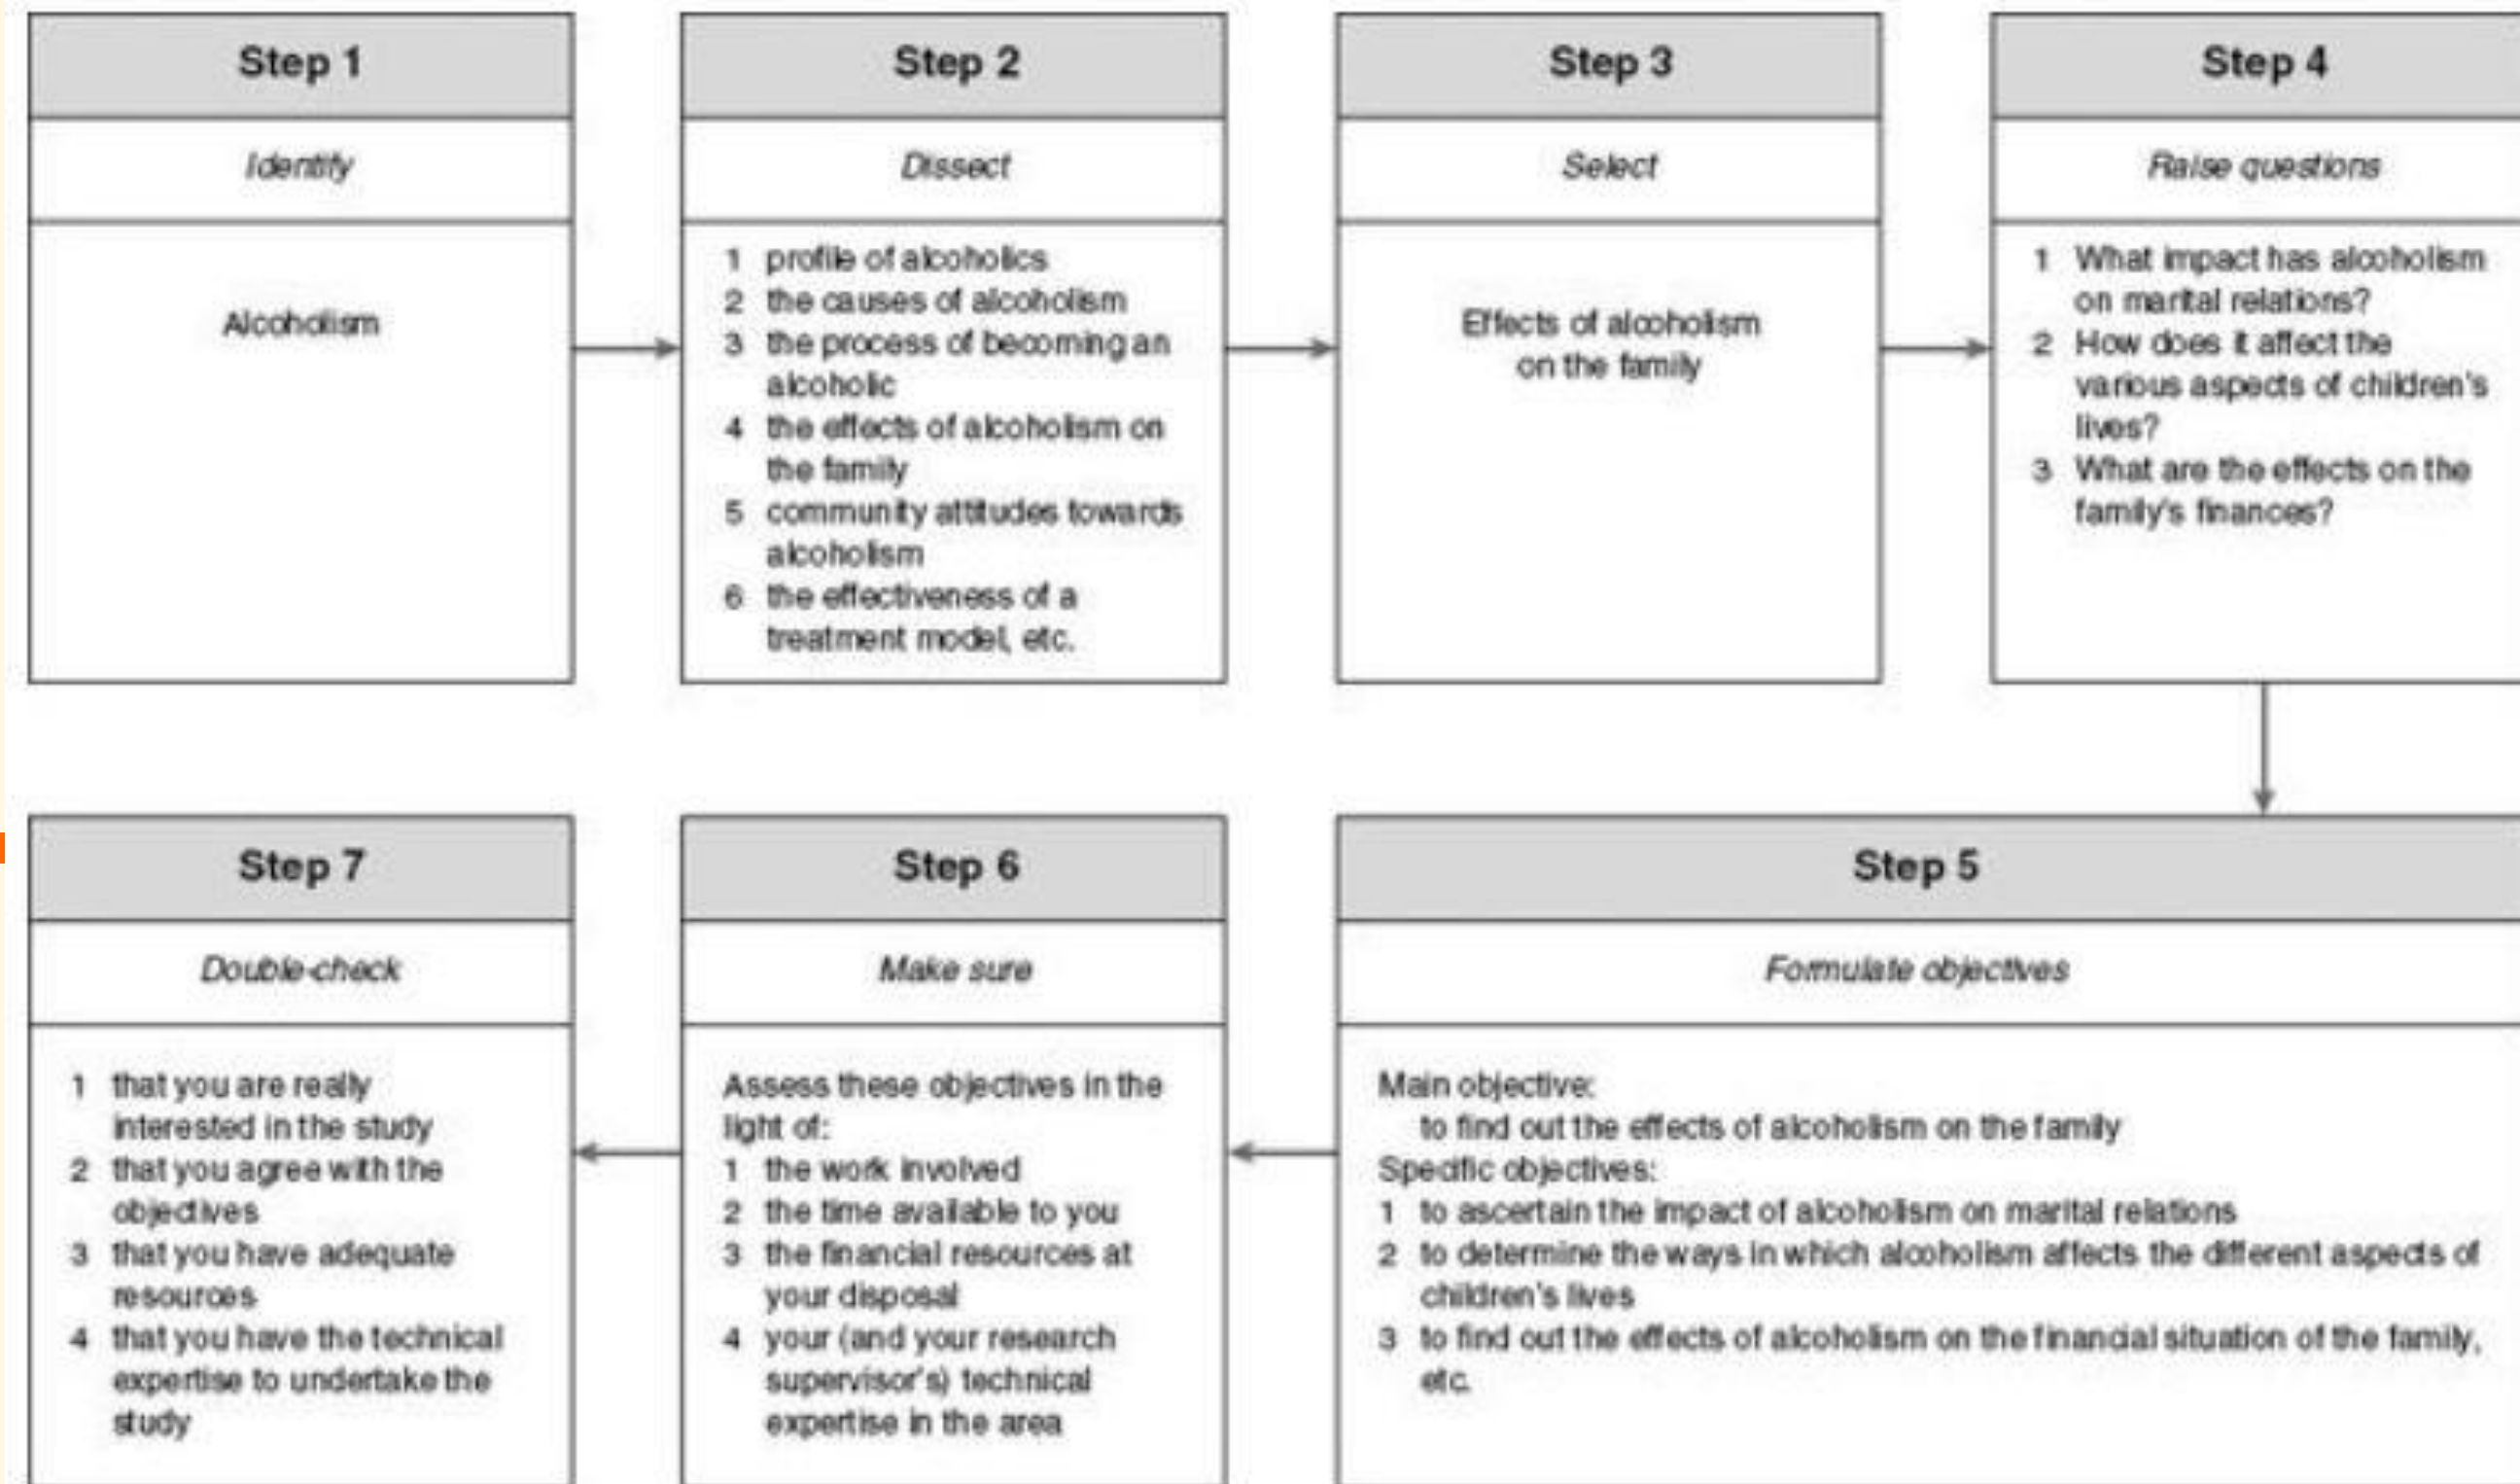 Step 1
Identify
Alcoholism
Step 2
Dissect
1 profile of alcoholics
2 the causes of alcoholism
3 the process of becoming an
alcoholic
4 the effects of alcoholism on
the family
5 community attitudes towards
alcoholism
6 the effectiveness of a
treatment model, etc.
Step 3
Select
Effects of alcoholism
on the family
Step 4
Raise questions
1 What impact has alcoholism
on marital relations?
2 How does it affect the
various aspects of children's
lives?
3 What are the effects on the
family's finances?
Step 5
Formulate objectives
Main objective:
to find out the effects of alcoholism on the family
Specific objectives:
1 to ascertain the impact of alcoholism on marital relations
2 to determine the ways in which alcoholism affects the different aspects of
children's lives
3 to find out the effects of alcoholism on the financial situation of the family,
etc.
Step 6
Make sure
Assess these objectives in the
light of:
1 the work involved
2 the time available to you
3 the financial resources at
your disposal
4 your (and your research
supervisor's) technical
expertise in the area
Step 7
Double-check
1 that you are really
interested in the study
2 that you agree with the
objectives
3 that you have adequate
resources
4 that you have the technical
expertise to undertake the
study